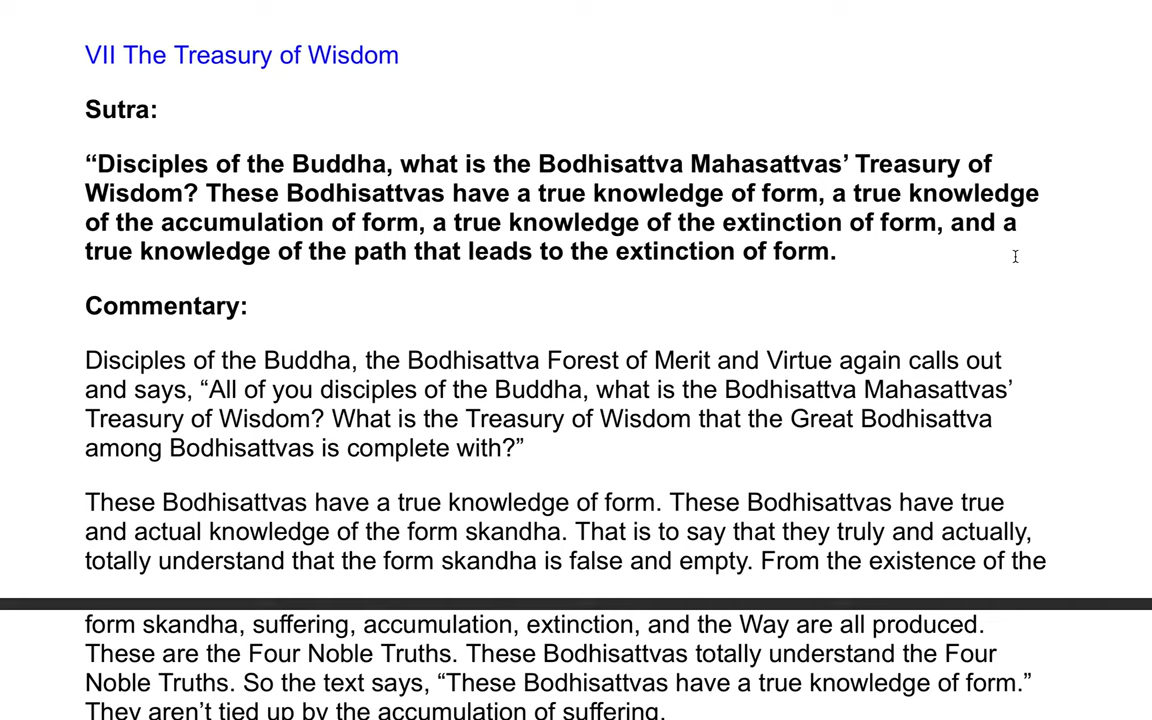 VII The Treasury of Wisdom
Sutra:
“Disciples of the Buddha, what is the Bodhisattva Mahasattvas’ Treasury of
Wisdom? These Bodhisattvas have a true knowledge of form, a true knowledge
of the accumulation of form, a true knowledge of the extinction of form, and a
true knowledge of the path that leads to the extinction of form.
Commentary:
Disciples of the Buddha, the Bodhisattva Forest of Merit and Virtue again calls out
and says, “All of you disciples of the Buddha, what is the Bodhisattva Mahasattvas’
Treasury of Wisdom? What is the Treasury of Wisdom that the Great Bodhisattva
among Bodhisattvas is complete with?”
These Bodhisattvas have a true knowledge of form. These Bodhisattvas have true
and actual knowledge of the form skandha. That is to say that they truly and actually,
totally understand that the form skandha is false and empty. From the existence of the
form skandha, suffering, accumulation, extinction, and the Way are all produced.
These are the Four Noble Truths. These Bodhisattvas totally understand the Four
Noble Truths. So the text says, “These Bodhisattvas have a true knowledge of form.”
They aren’t tied up by the accumulation of suffering.